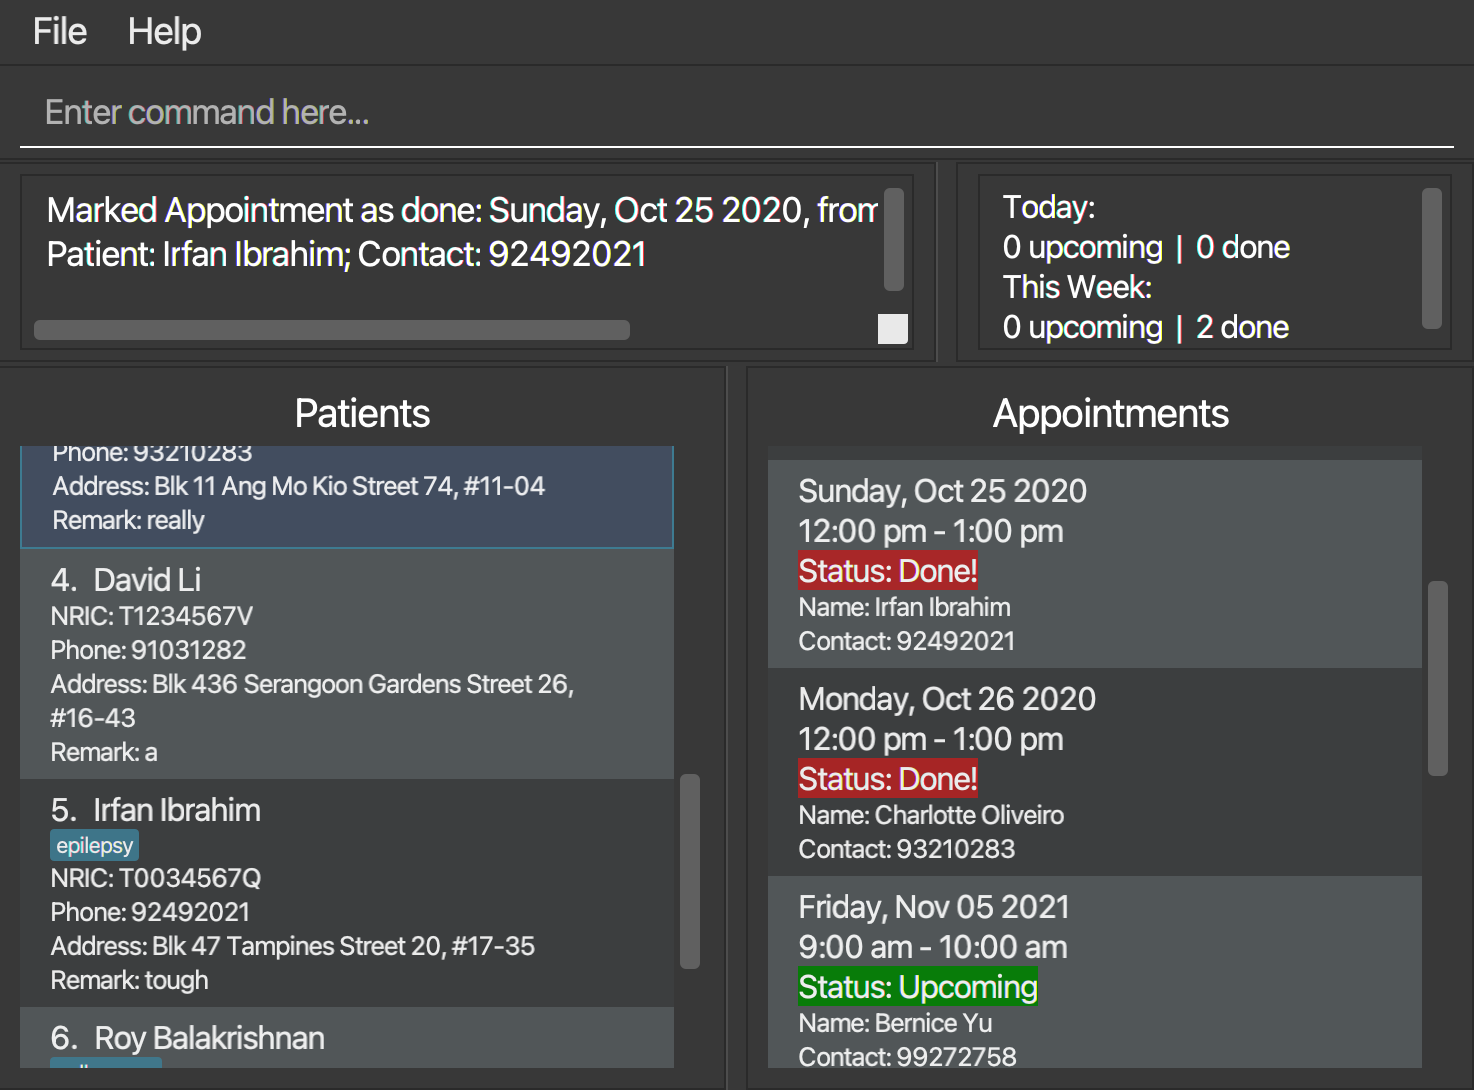 File Help
Enter command here...
Marked Appointment as done: Sunday, Oct 25 2020, from
Patient: Irfan Ibrahim; Contact: 92492021
Today:
0 upcoming | 0 done
This Week:
0 upcoming | 2 done
Patients
Phone: 93210283
Address: Blk 11 Ang Mo Kio Street 74, #11-04
Remark: really
4. David Li
NRIC: T1234567V
Phone: 91031282
Address: Blk 436 Serangoon Gardens Street 26,
#16-43
Remark: a
5. Irfan Ibrahim
epilepsy
NRIC: T0034567Q
Phone: 92492021
Address: Blk 47 Tampines Street 20, #17-35
Remark: tough
6. Roy Balakrishnan
Appointments
Sunday, Oct 25 2020
12:00 pm - 1:00 pm
Status: Done!
Name: Irfan Ibrahim
Contact: 92492021
Monday, Oct 26 2020
12:00 pm - 1:00 pm
Status: Done!
Name: Charlotte Oliveiro
Contact: 93210283
Friday, Nov 05 2021
9:00 am - 10:00 am
Status: Upcoming
Name: Bernice Yu
Contact: 99272758